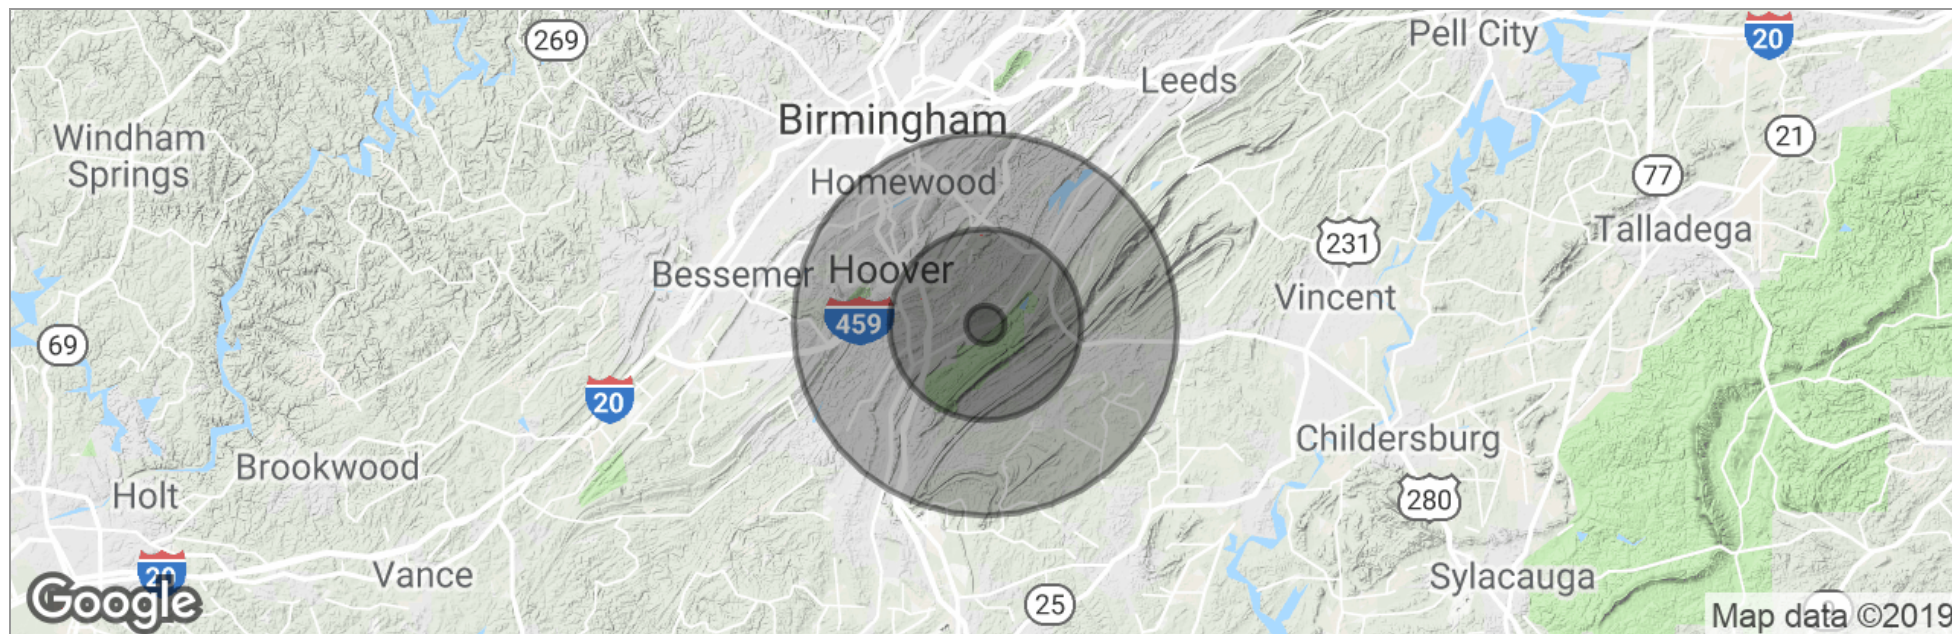 269
Pell City
20
Leeds
Birmingham
21
Windham
Springs
77
Homewood
Talladega
231
Bessemer
Hoover
Vincent
459
69
20
Childersburg
Brookwood
280
Holt
20
Vance
Sylacauga
Google
25
9
Map data ©2019